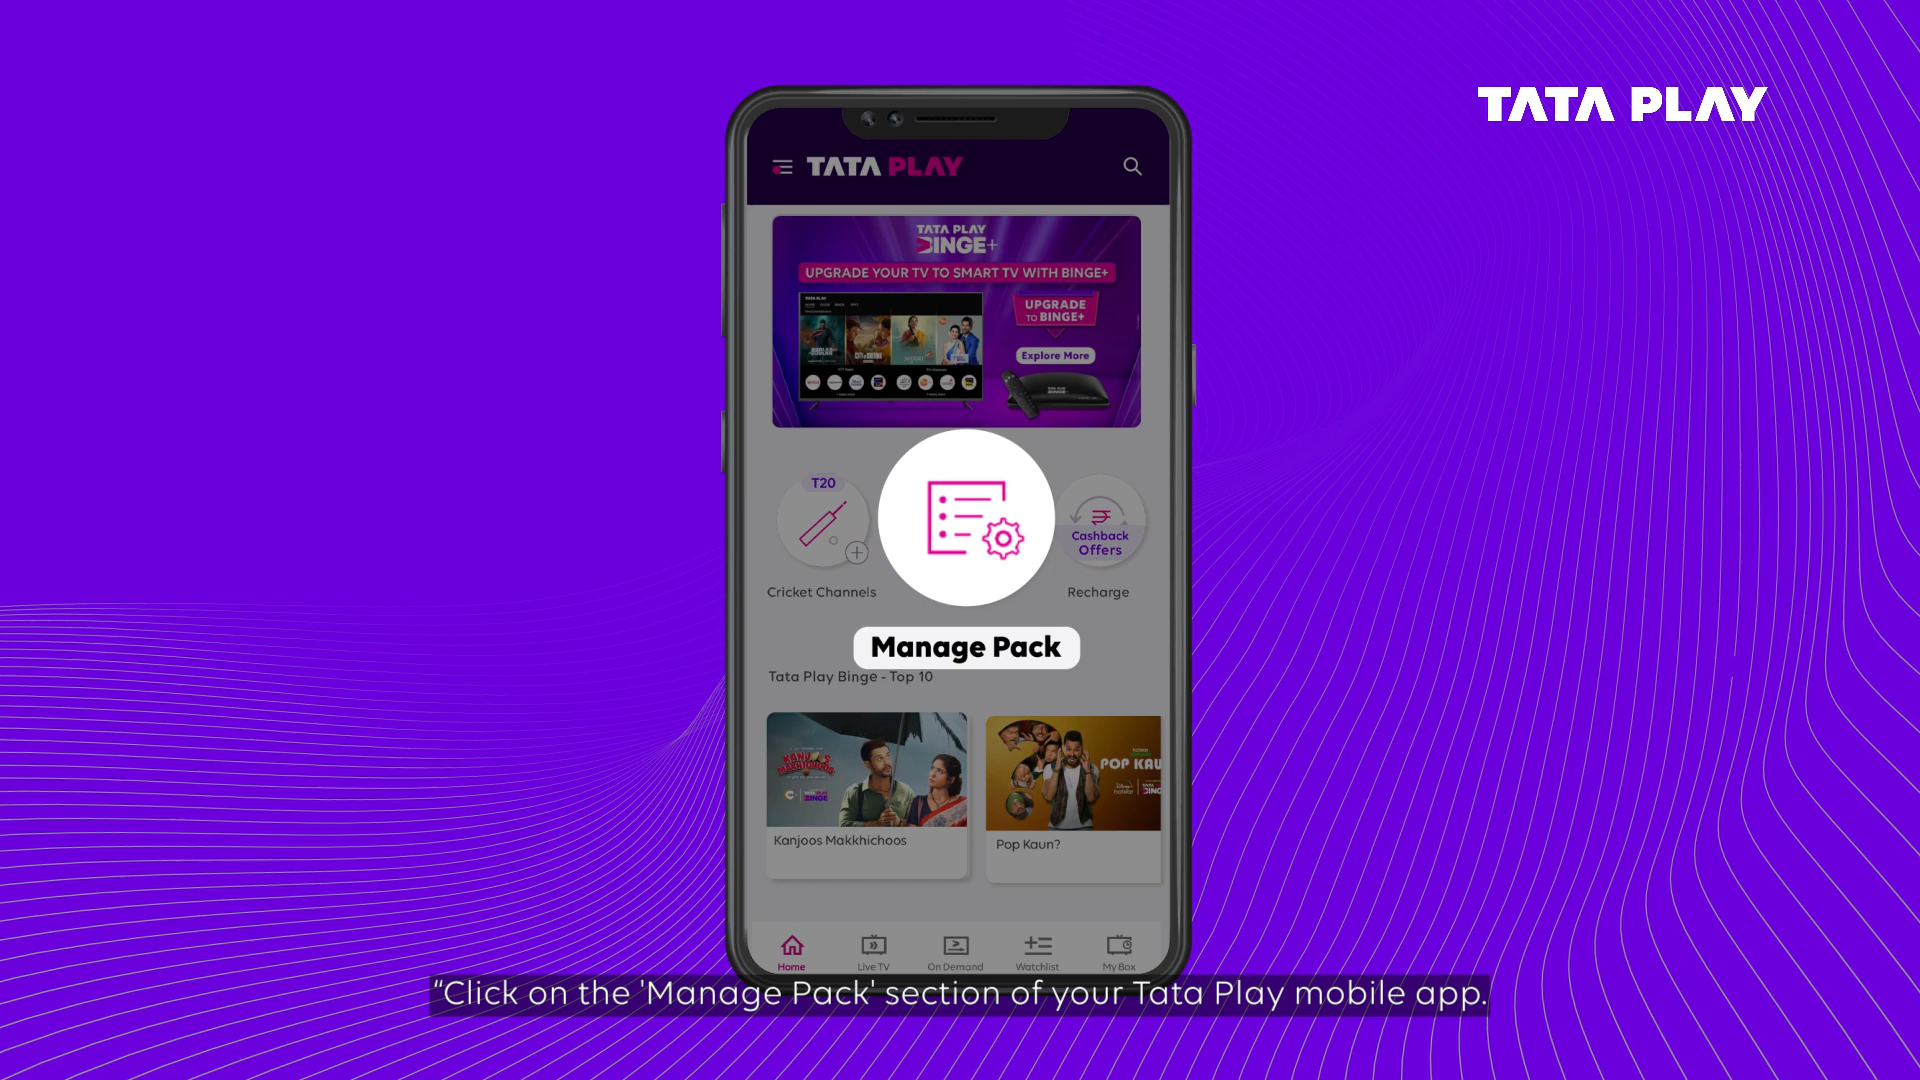 TATA PLAY
TATA PLAY
TATA PLAY
BINGE+
UPGRADE YOUR TV TO SMART TV WITH BINGE+
UPGRADE
TO BINGE+
Explore More
T20
Cashback
Offers
Cricket Channels
Recharge
Manage Pack
Tata Play Binge - Top 10
KANJOOS
MAKHICHOOS
POP KAU
Kanjoos Makkhichoos
Pop Kaun?
Home
Live TV
On Demand
Watchlist
My Box
“Click on the 'Manage Pack' section of your Tata Play mobile app.